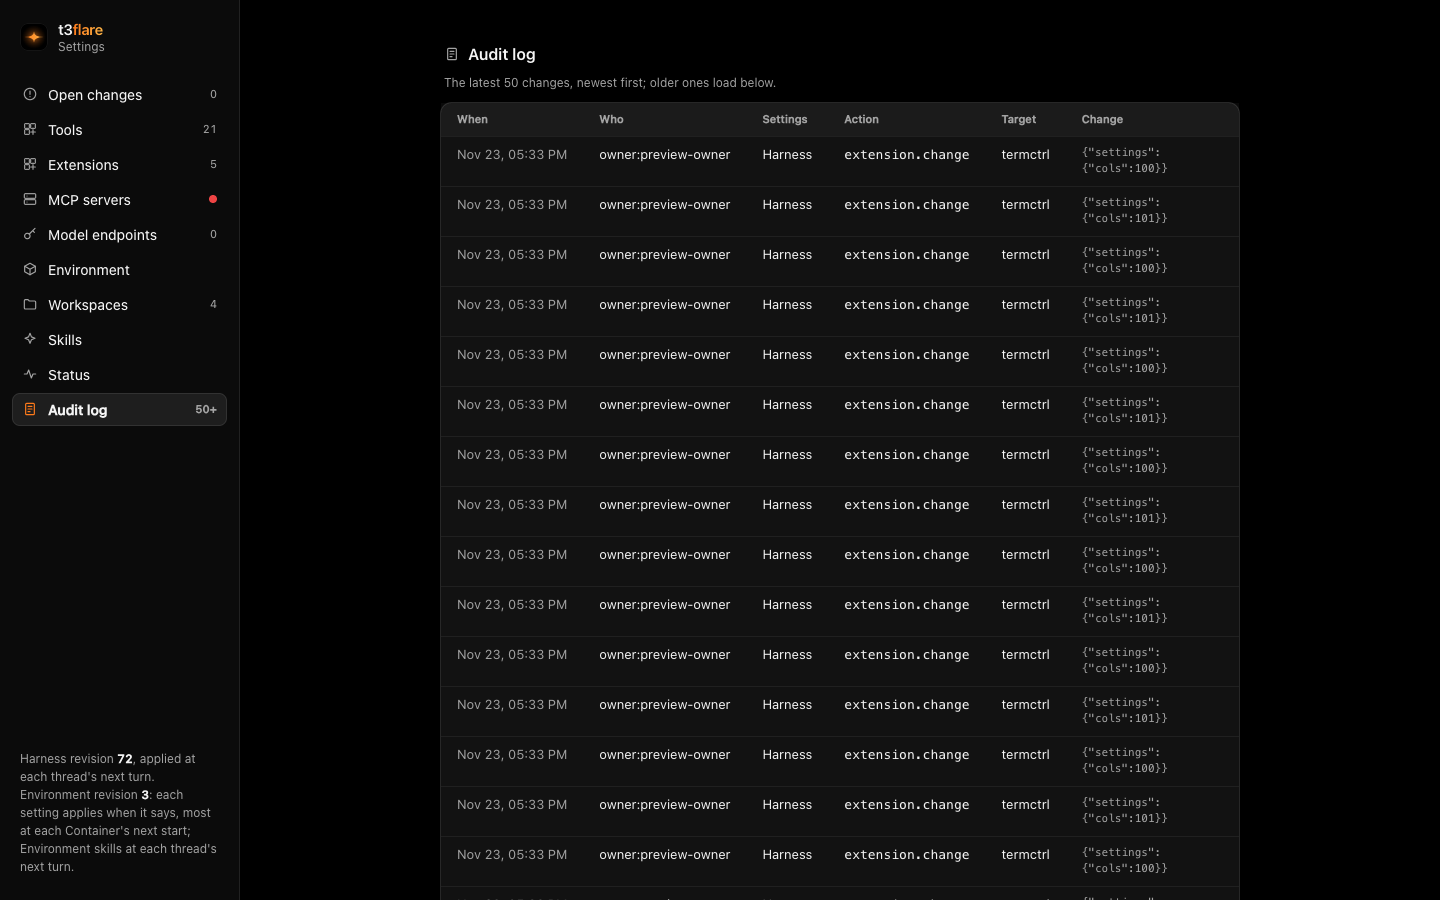 t3flare
Settings
Open changes 0
Tools 21
Extensions 5
MCP servers
Model endpoints 0
Environment
Workspaces 4
Skills
Status
Audit log 50+
Harness revision 72, applied at
each thread's next turn.
Environment revision 3: each
setting applies when it says, most
at each Container's next start;
Environment skills at each thread's
next turn.
Audit log
The latest 50 changes, newest first; older ones load below.
When Who Settings Action Target Change
Nov 23, 05:33 PM owner:preview-owner Harness extension.change termctrl {"settings":
{"cols":100}}
Nov 23, 05:33 PM owner:preview-owner Harness extension.change termctrl {"settings":
{"cols":101}}
Nov 23, 05:33 PM owner:preview-owner Harness extension.change termctrl {"settings":
{"cols":100}}
Nov 23, 05:33 PM owner:preview-owner Harness extension.change termctrl {"settings":
{"cols":101}}
Nov 23, 05:33 PM owner:preview-owner Harness extension.change termctrl {"settings":
{"cols":100}}
Nov 23, 05:33 PM owner:preview-owner Harness extension.change termctrl {"settings":
{"cols":101}}
Nov 23, 05:33 PM owner:preview-owner Harness extension.change termctrl {"settings":
{"cols":100}}
Nov 23, 05:33 PM owner:preview-owner Harness extension.change termctrl {"settings":
{"cols":101}}
Nov 23, 05:33 PM owner:preview-owner Harness extension.change termctrl {"settings":
{"cols":100}}
Nov 23, 05:33 PM owner:preview-owner Harness extension.change termctrl {"settings":
{"cols":101}}
Nov 23, 05:33 PM owner:preview-owner Harness extension.change termctrl {"settings":
{"cols":100}}
Nov 23, 05:33 PM owner:preview-owner Harness extension.change termctrl {"settings":
{"cols":101}}
Nov 23, 05:33 PM owner:preview-owner Harness extension.change termctrl {"settings":
{"cols":100}}
Nov 23, 05:33 PM owner:preview-owner Harness extension.change termctrl {"settings":
{"cols":101}}
Nov 23, 05:33 PM owner:preview-owner Harness extension.change termctrl {"settings":
{"cols":100}}